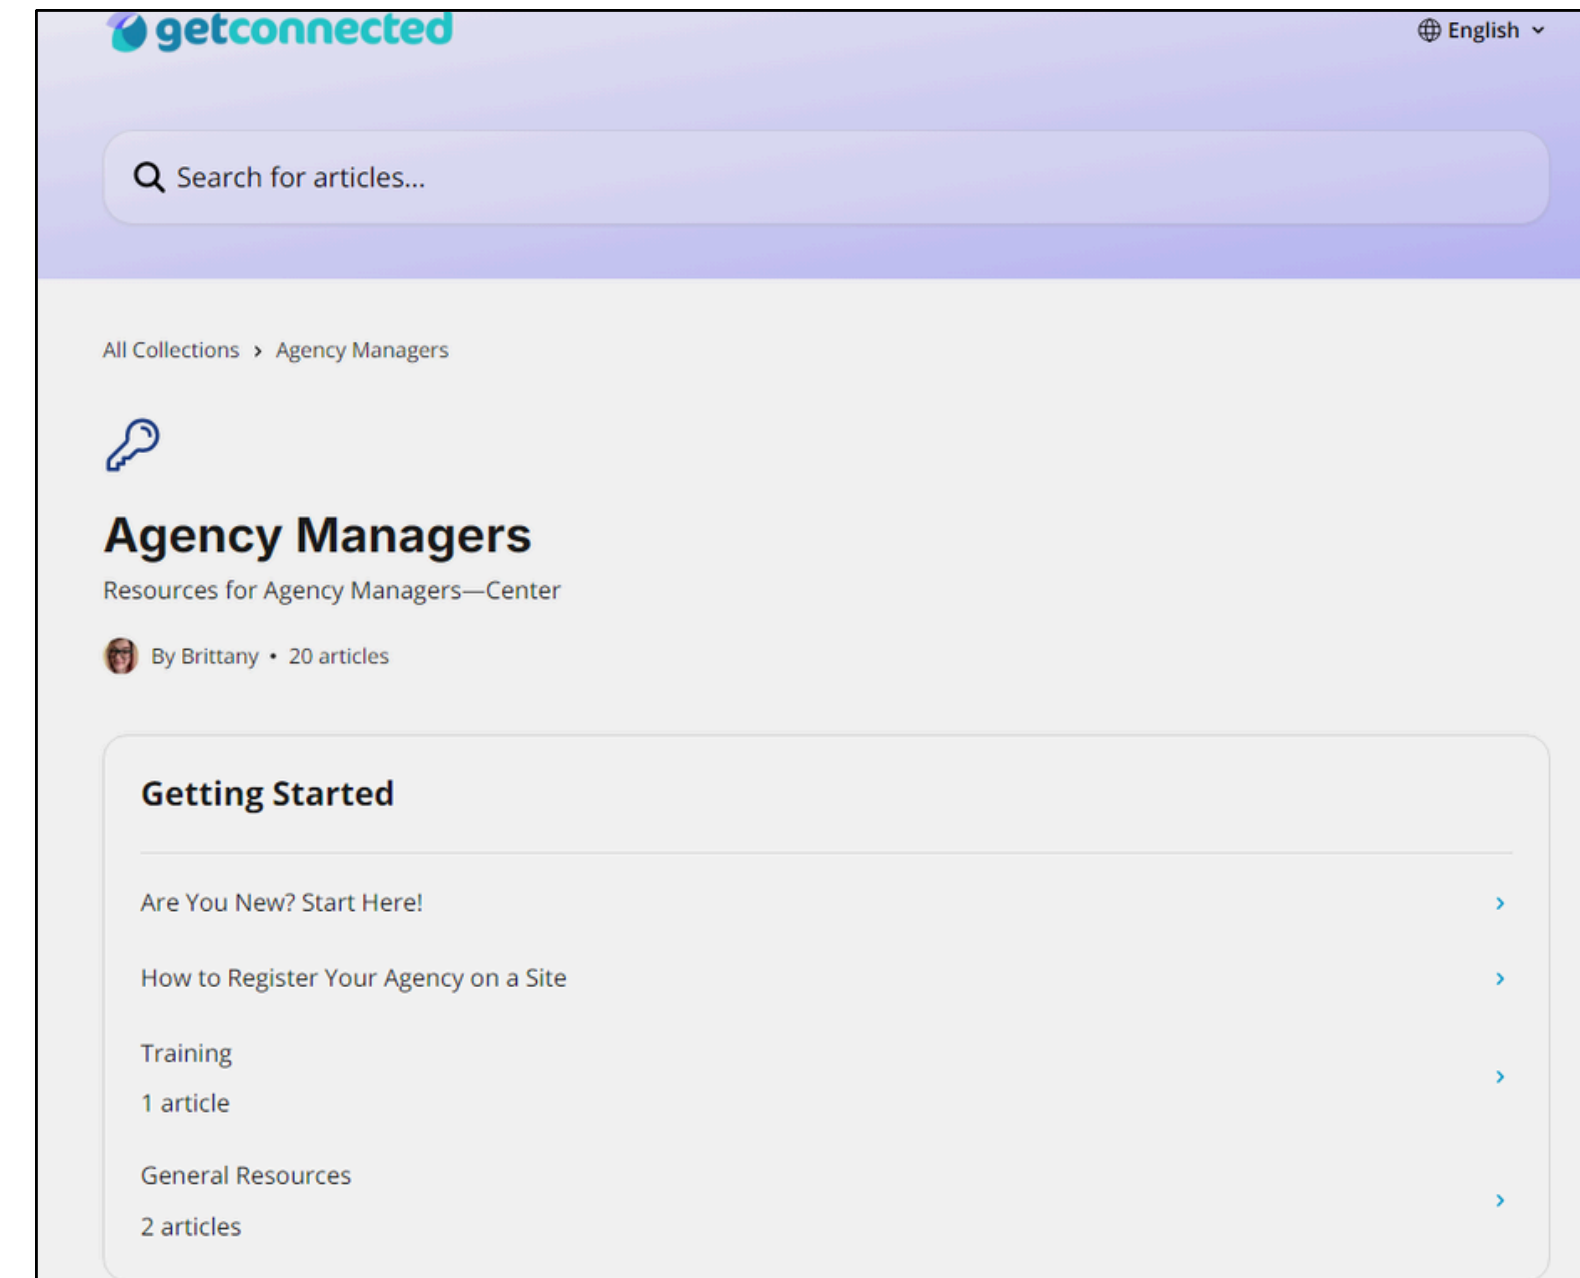 getconnected
English
Search for articles...
All Collections > Agency Managers
Agency Managers
Resources for Agency Managers—Center
By Brittany • 20 articles
Getting Started
Are You New? Start Here!
How to Register Your Agency on a Site
Training
1 article
General Resources
2 articles